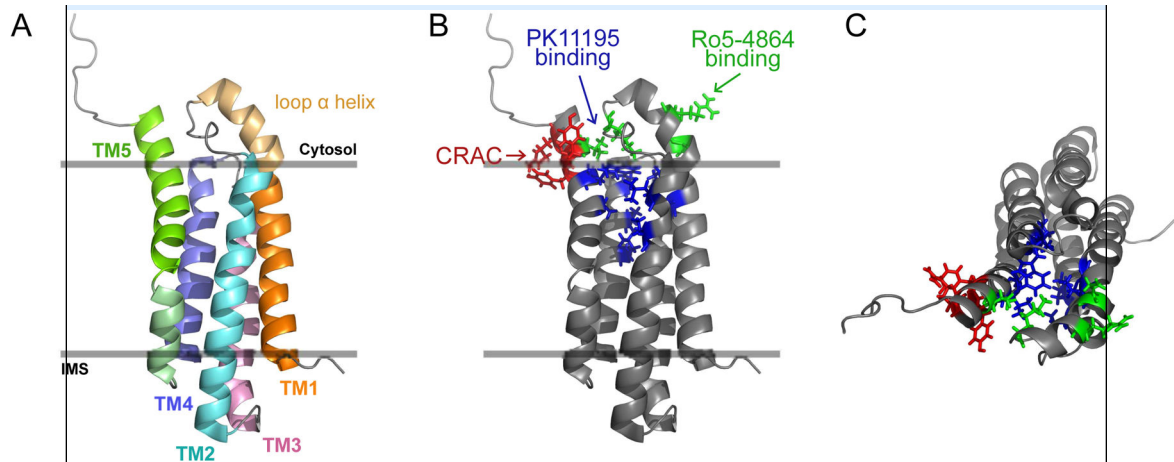 A
B
C
PK11195
binding
Ro5-4864
binding
loop α helix
TM5
Cytosol
CRAC
IMS
TM4
TM1
TM2
TM3